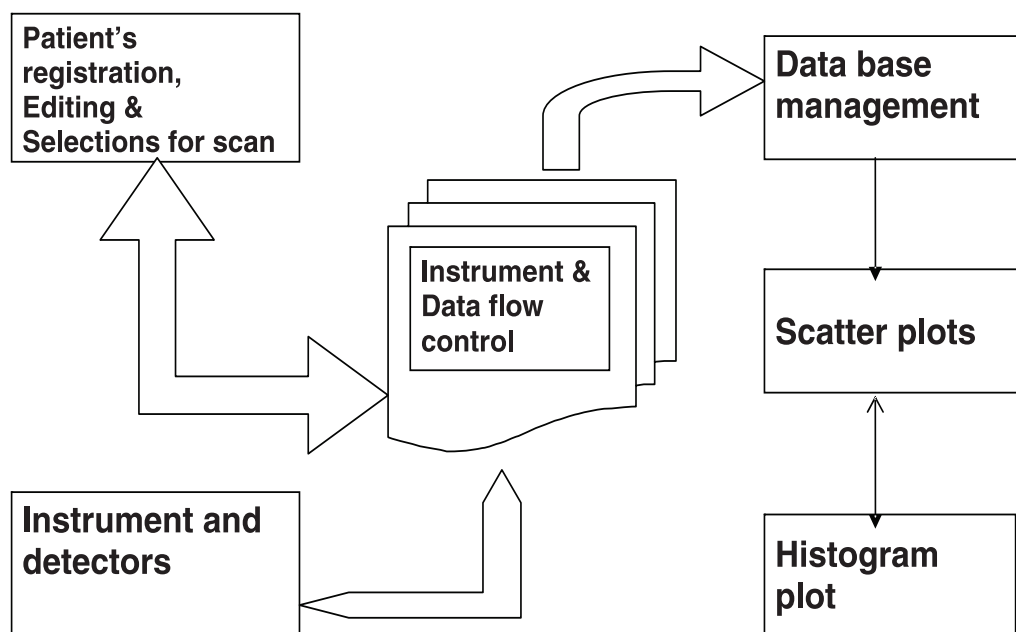 Patient's
registration,
Editing &
Selections for scan
Data base
management
Instrument &
Data flow
control
Scatter plots
Instrument and
detectors
Histogram
plot